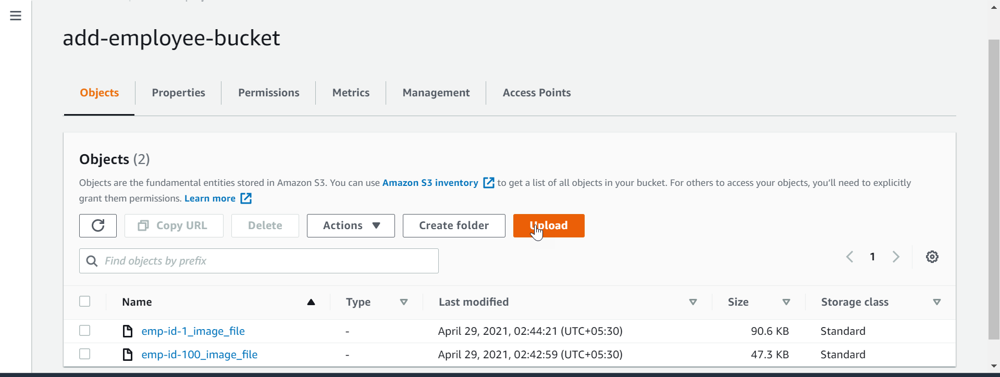 add-employee-bucket
Objects
Properties
Permissions
Metrics
Management
Access Points
Objects (2)
Objects are the fundamental entities stored in Amazon S3. You can use Amazon S3 inventory to get a list of all objects in your bucket. For others to access your objects, you'll need to explicitly
grant them permissions. Learn more
Copy URL
Delete
Actions
Create folder
Upload
Find objects by prefix
1
Name Type Last modified Size Storage class
emp-id-1_image_file - April 29, 2021, 02:44:21 (UTC+05:30) 90.6 KB Standard
emp-id-100_image_file - April 29, 2021, 02:42:59 (UTC+05:30) 47.3 KB Standard